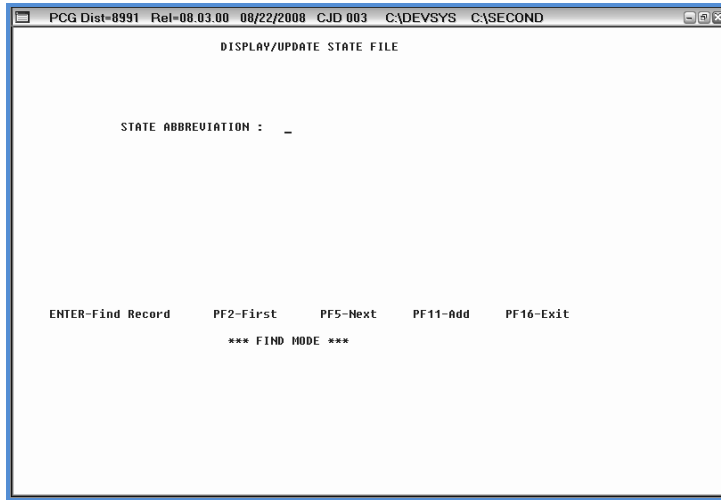 PCG Dist=8991 Rel=08.03.00 08/22/2008 CJD 003 C:\DEVSYS C:\SECOND
DISPLAY/UPDATE STATE FILE
STATE ABBREVIATION : _
ENTER-Find Record PF2-First PF5-Next PF11-Add PF16-Exit
*** FIND MODE ***